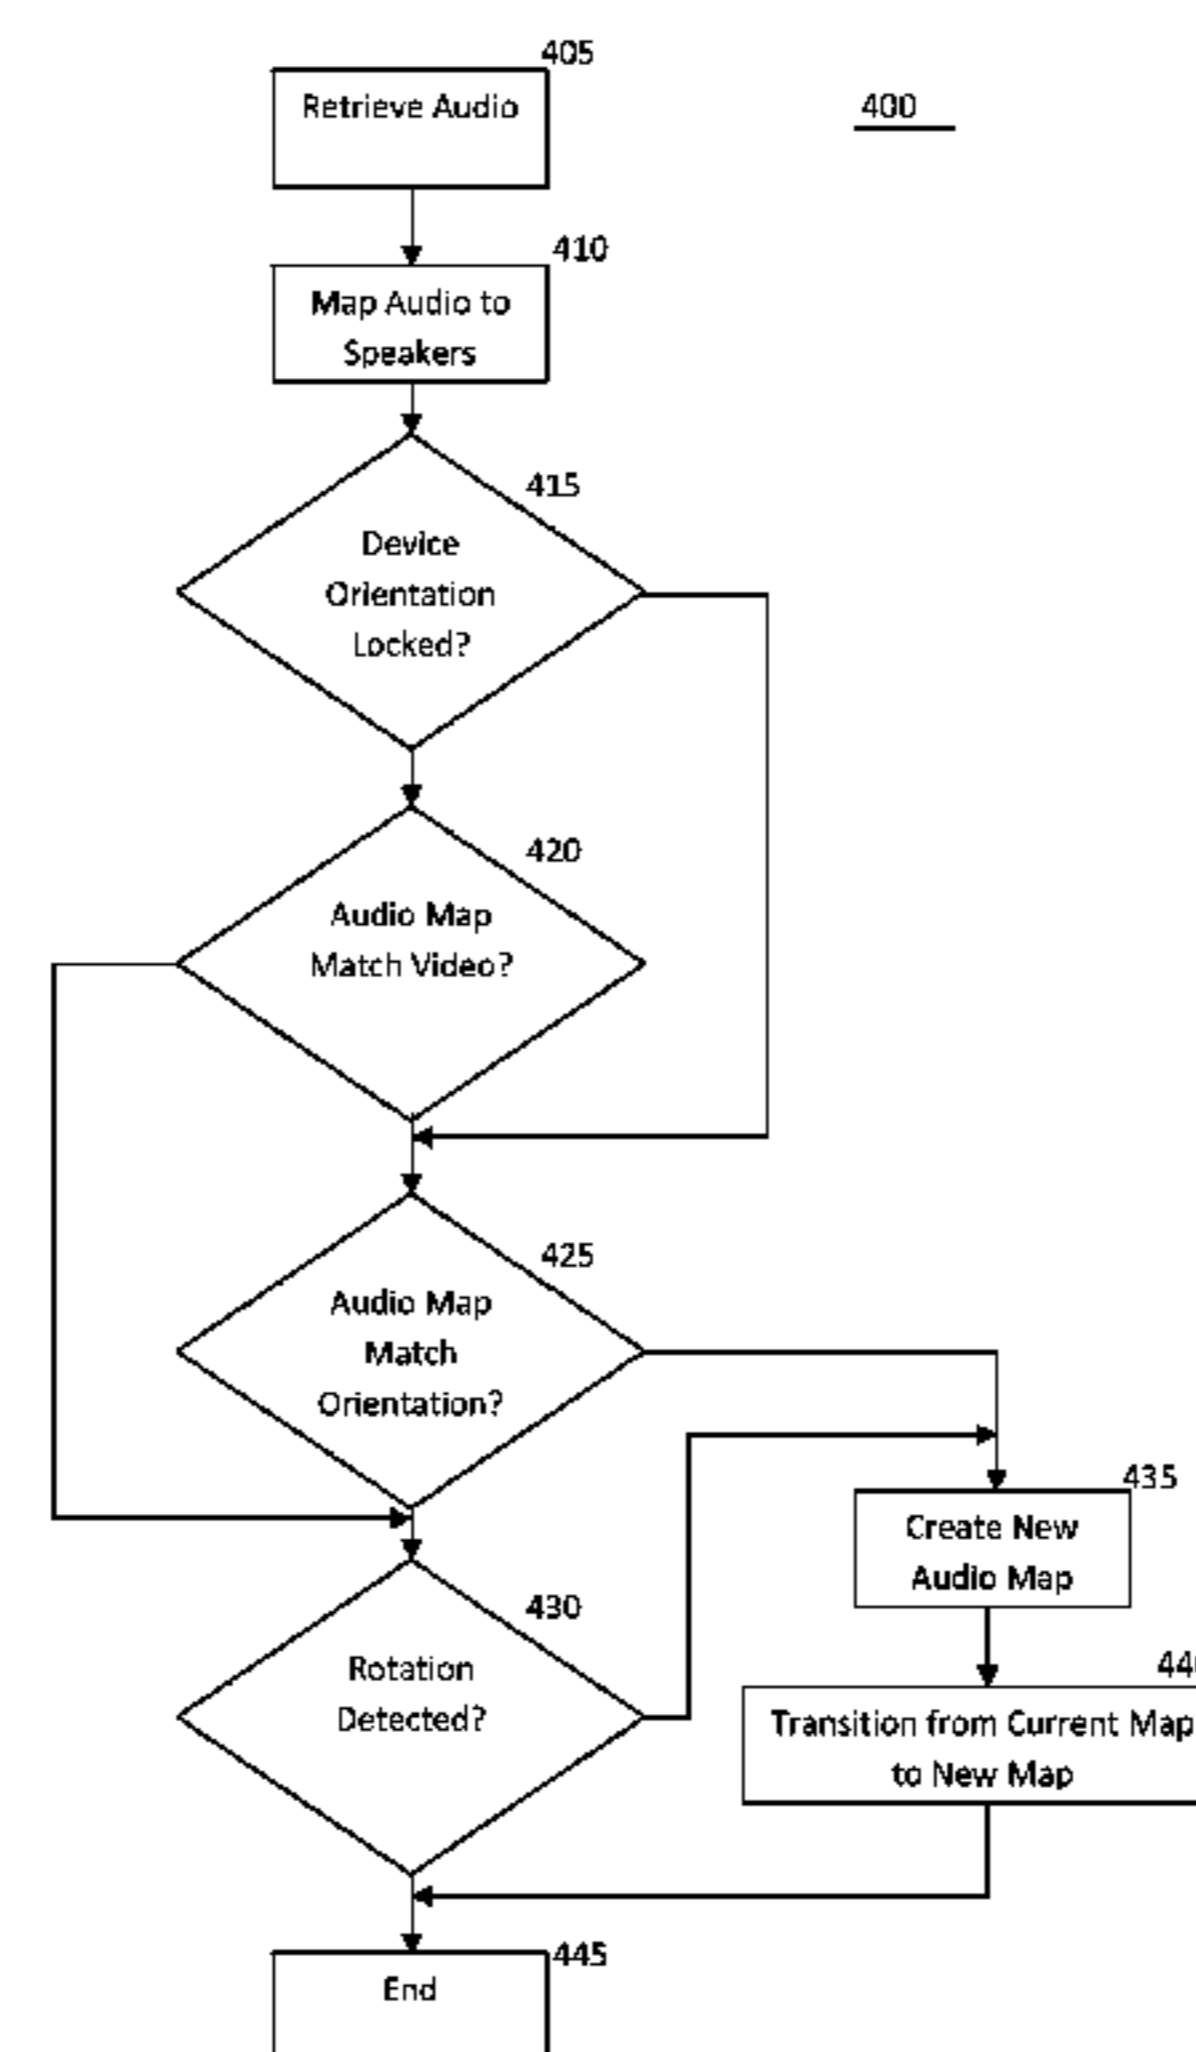 405
Retrieve Audio
400
410
Map Audio to
Speakers
415
Device
Orientation
Locked?
420
Audio Map
Match Video?
425
Audio Map
Match
Orientation?
435
Create New
Audio Map
430
Rotation
Detected?
Transition from Current Map
to New Map
445
End